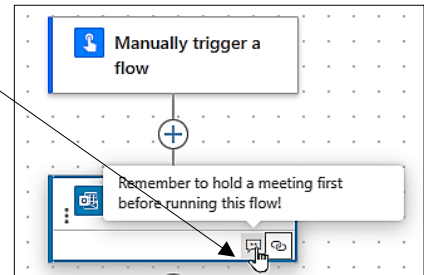 Manually trigger a
flow
Remember to hold a meeting first
before running this flow!